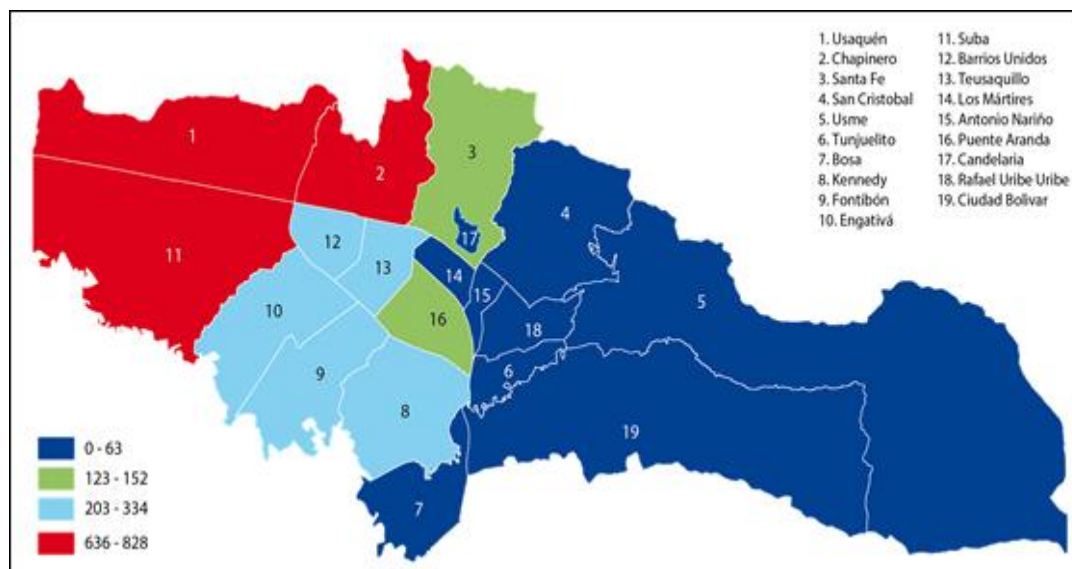 1. Usaquén
2. Chapinero
3. Santa Fe
4. San Cristobal
5. Usme
6. Tunjuelito
7. Bosa
8. Kennedy
9. Fontibón
10. Engativá
11. Suba
12. Barrios Unidos
13. Teusaquillo
14. Los Mártires
15. Antonio Nariño
16. Puente Aranda
17. Candelaria
18. Rafael Uribe Uribe
19. Ciudad Bolivar
1
2
3
4
17
11
12
13
14
15
5
10
16
18
9
6
8
19
7
0 - 63
123 - 152
203 - 334
636 - 828